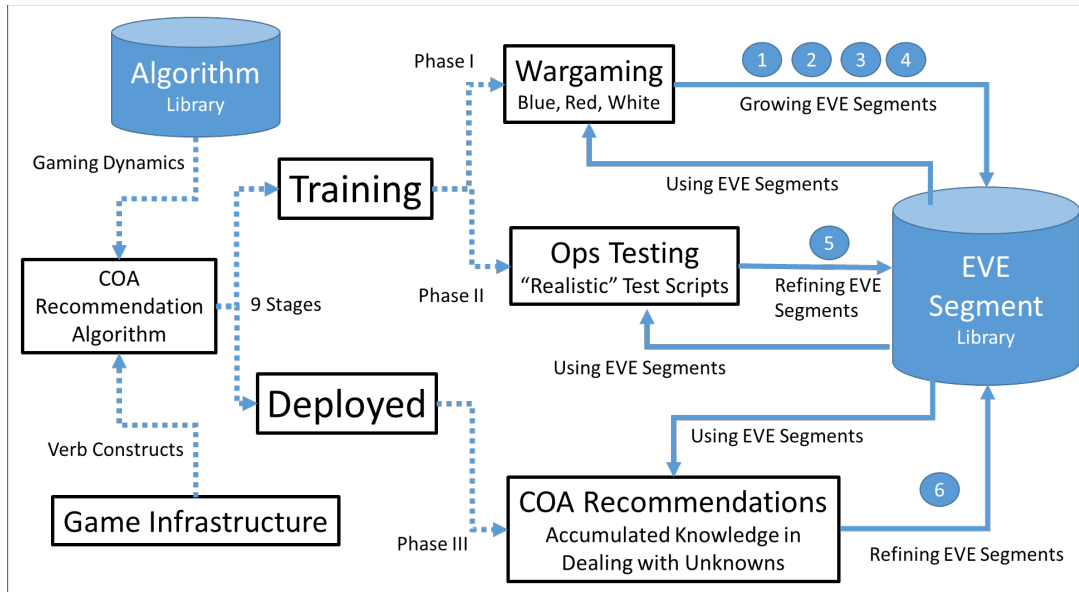 Algorithm
Library
Gaming Dynamics
COA
Recommendation
Algorithm
Verb Constructs
Game Infrastructure
9 Stages
Training
Deployed
Phase I
Wargaming
Blue, Red, White
1 2 3 4
Growing EVE Segments
Using EVE Segments
Phase II
Ops Testing
“Realistic” Test Scripts
5
Refining EVE
Segments
Using EVE Segments
EVE
Segment
Library
Using EVE Segments
Phase III
COA Recommendations
Accumulated Knowledge in
Dealing with Unknowns
6
Refining EVE Segments